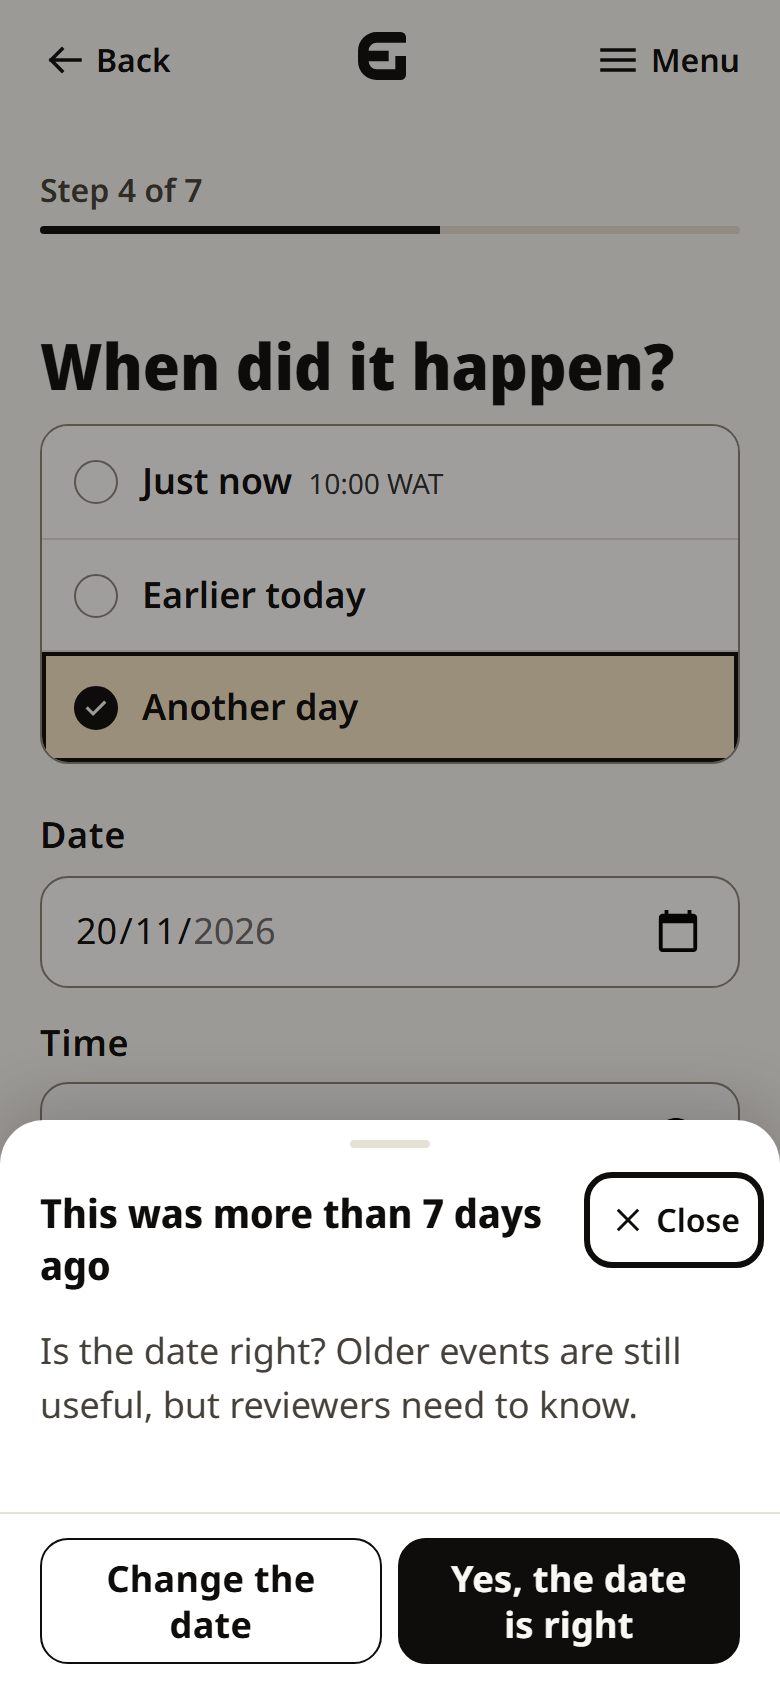 Back
Menu
Step 4 of 7
When did it happen?
Just now 10:00 WAT
Earlier today
Another day
Date
20/11/2026
Time
This was more than 7 days
ago
Close
Is the date right? Older events are still
useful, but reviewers need to know.
Change the
date
Yes, the date
is right